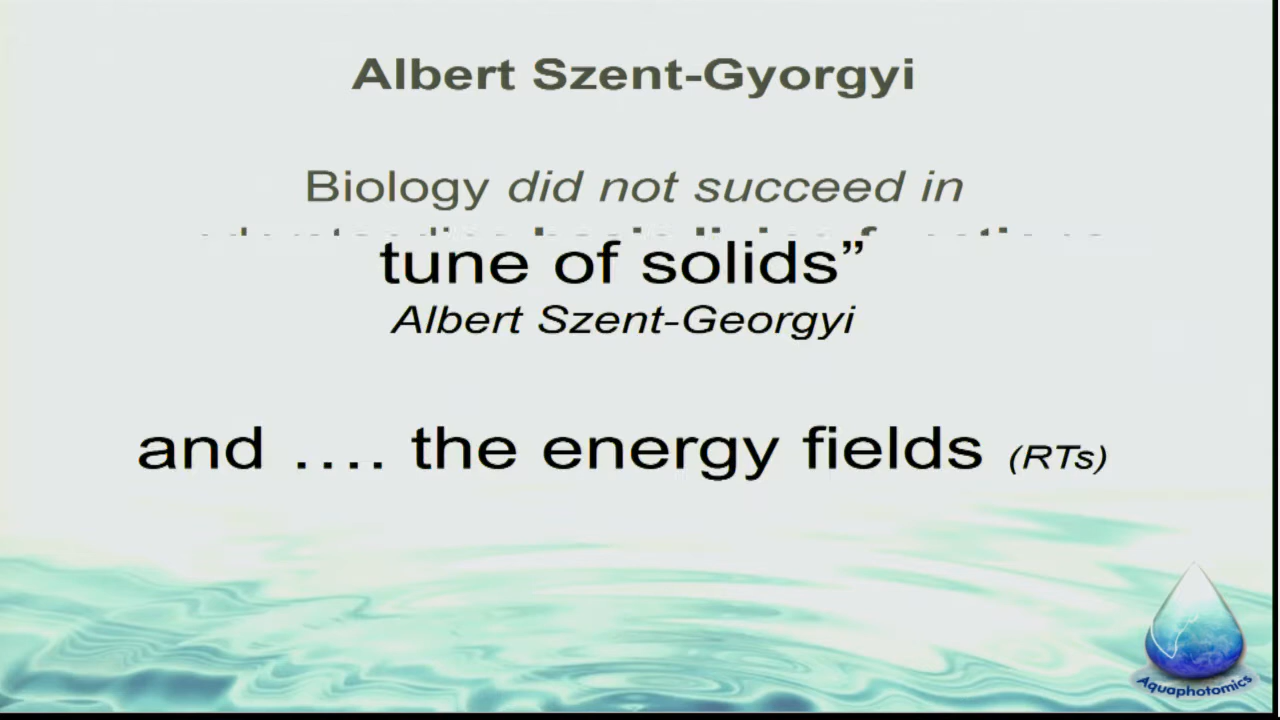 Albert Szent-Gyorgyi
Biology did not succeed in
tune of solids”
Albert Szent-Georgyi
and …. the energy fields (RTs)
Aquaphotomics